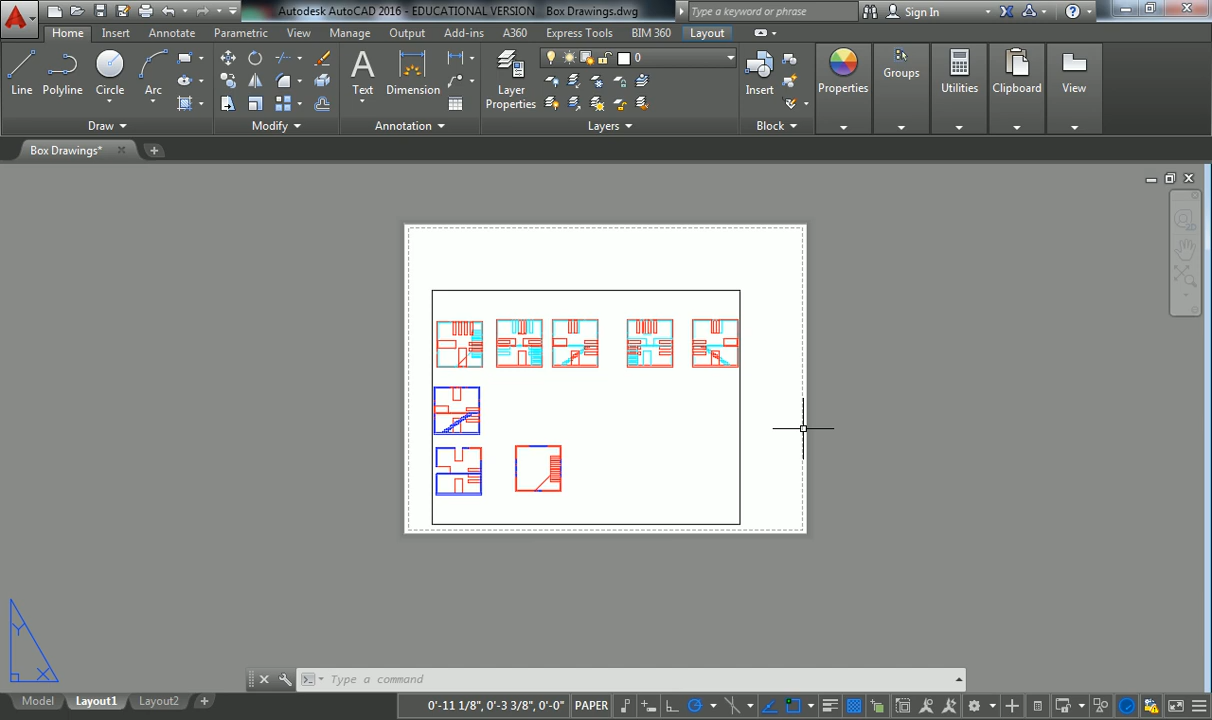 Autodesk AutoCAD 2016 - EDUCATIONAL VERSION Box Drawings.dwg
Type a keyword or phrase
Sign In
Home Insert Annotate Parametric View Manage Output Add-ins A360 Express Tools BIM 360 Layout
Line Polyline Circle Arc
Text Dimension
Layer Properties
0
Insert
Properties
Groups
Utilities
Clipboard
View
Draw Modify Annotation Layers Block
Box Drawings*
Y
X
Type a command
Model Layout1 Layout2
0'-11 1/8", 0'-3 3/8", 0'-0" PAPER